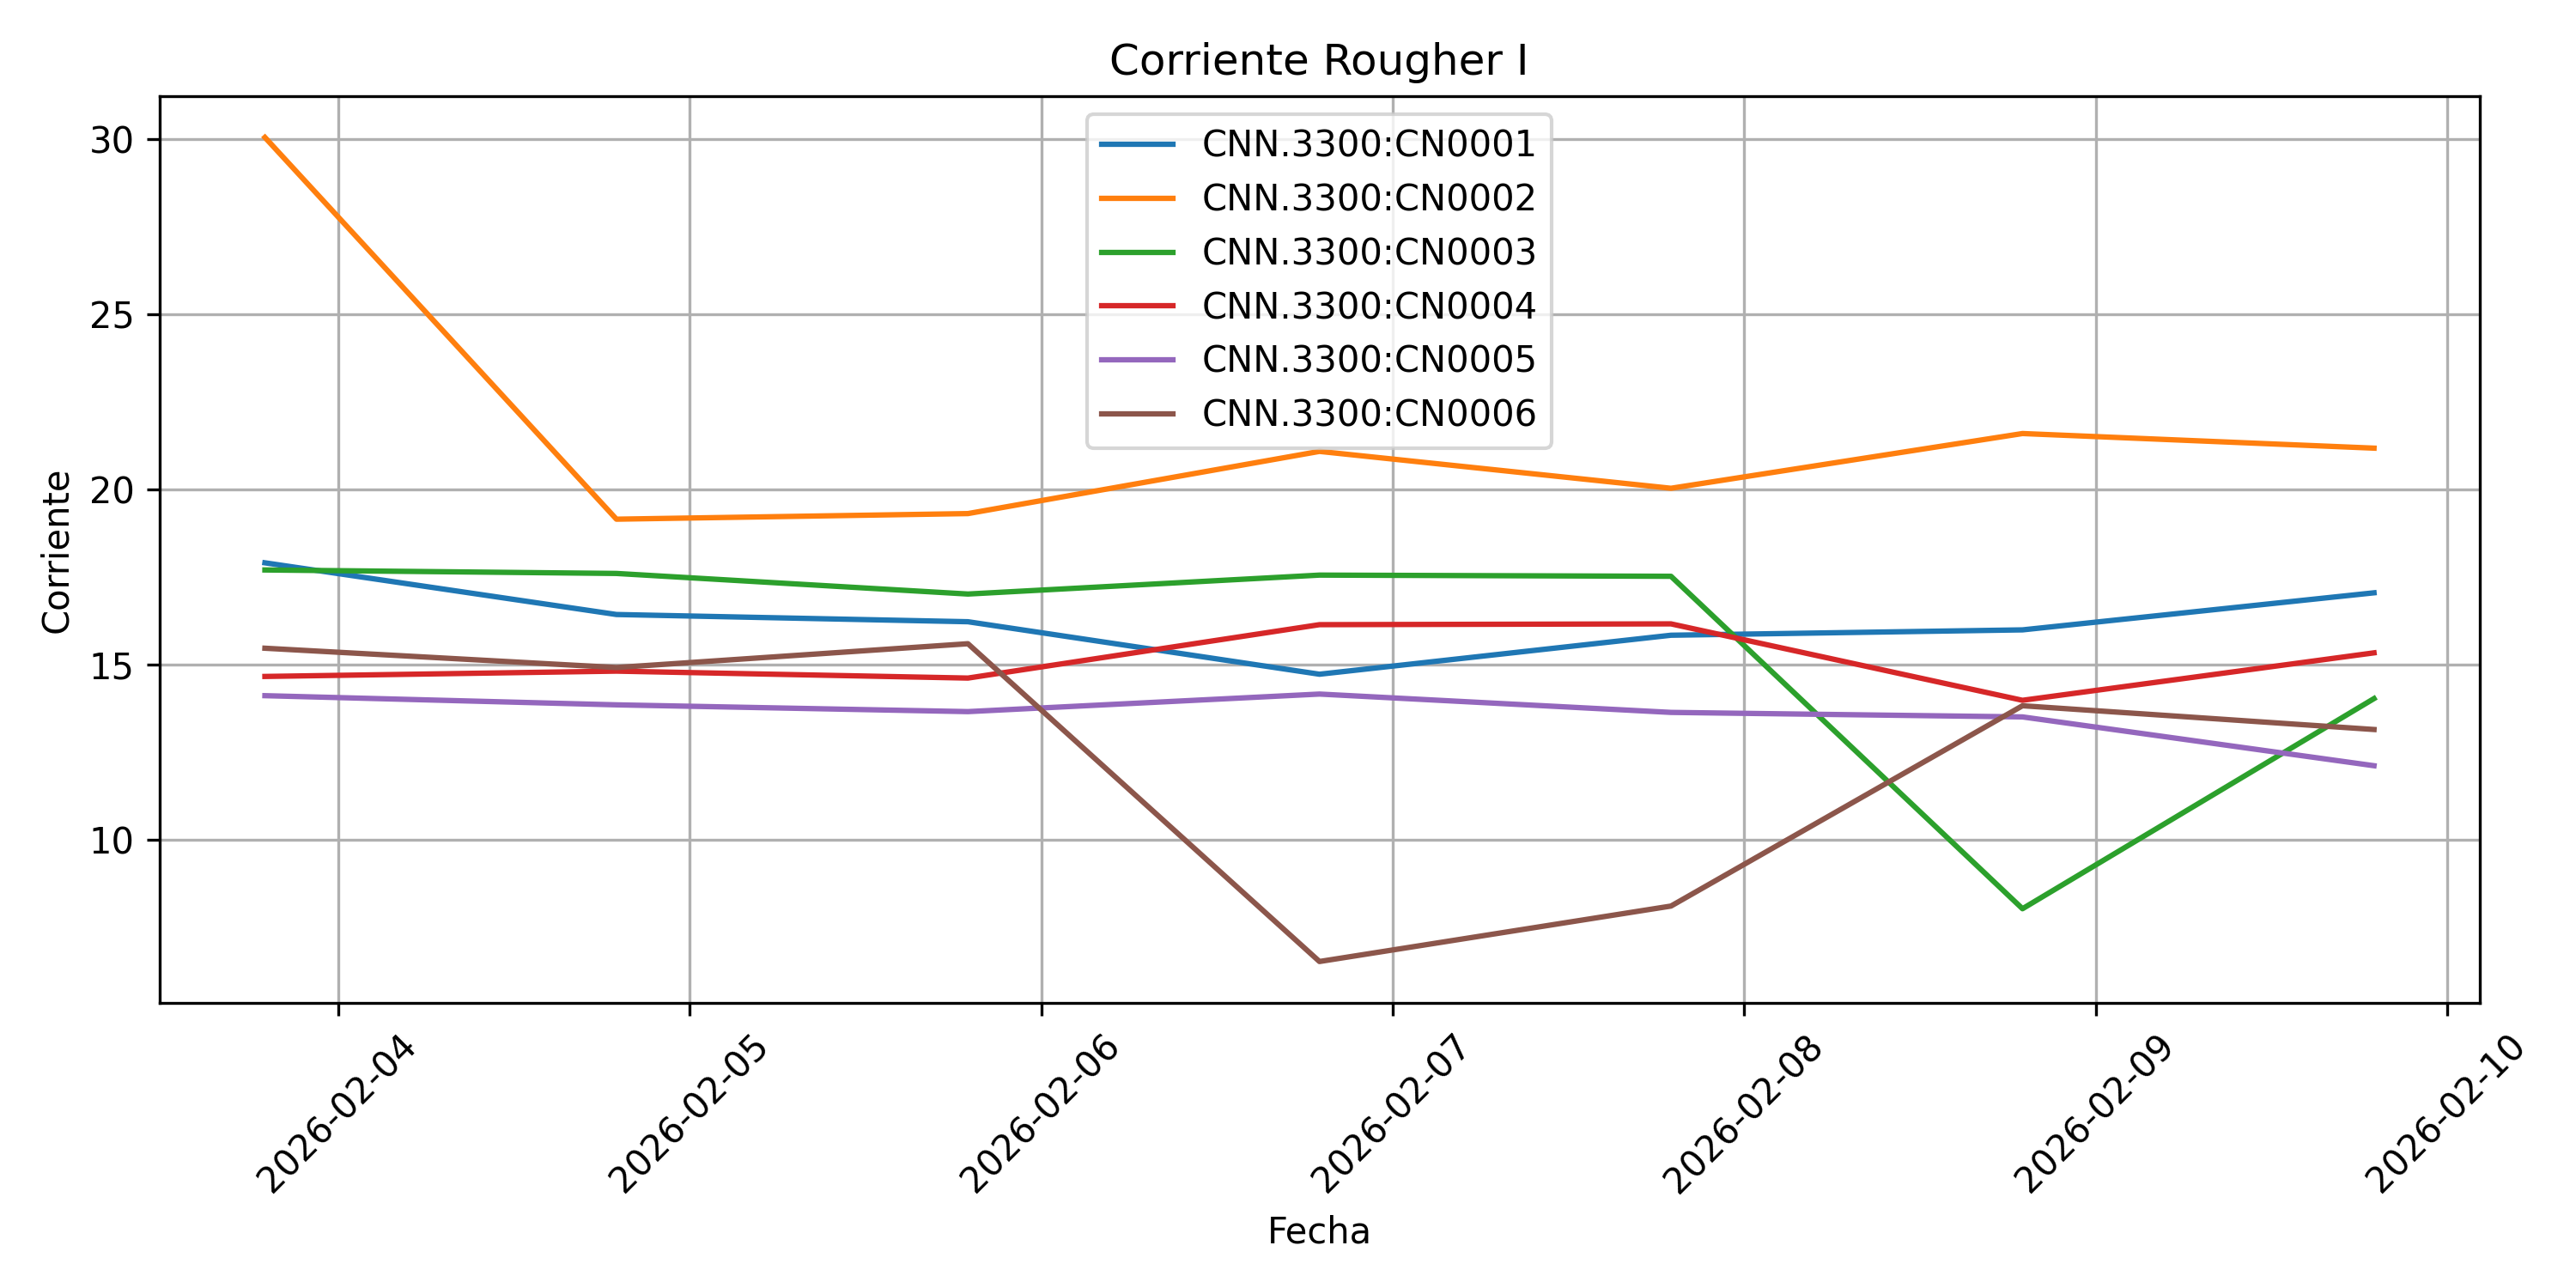 Corriente Rougher I
CNN.3300:CN0001
CNN.3300:CN0002
CNN.3300:CN0003
CNN.3300:CN0004
CNN.3300:CN0005
CNN.3300:CN0006
Corriente
30
25
20
15
10
2026-02-04
2026-02-05
2026-02-06
2026-02-07
2026-02-08
2026-02-09
2026-02-10
Fecha